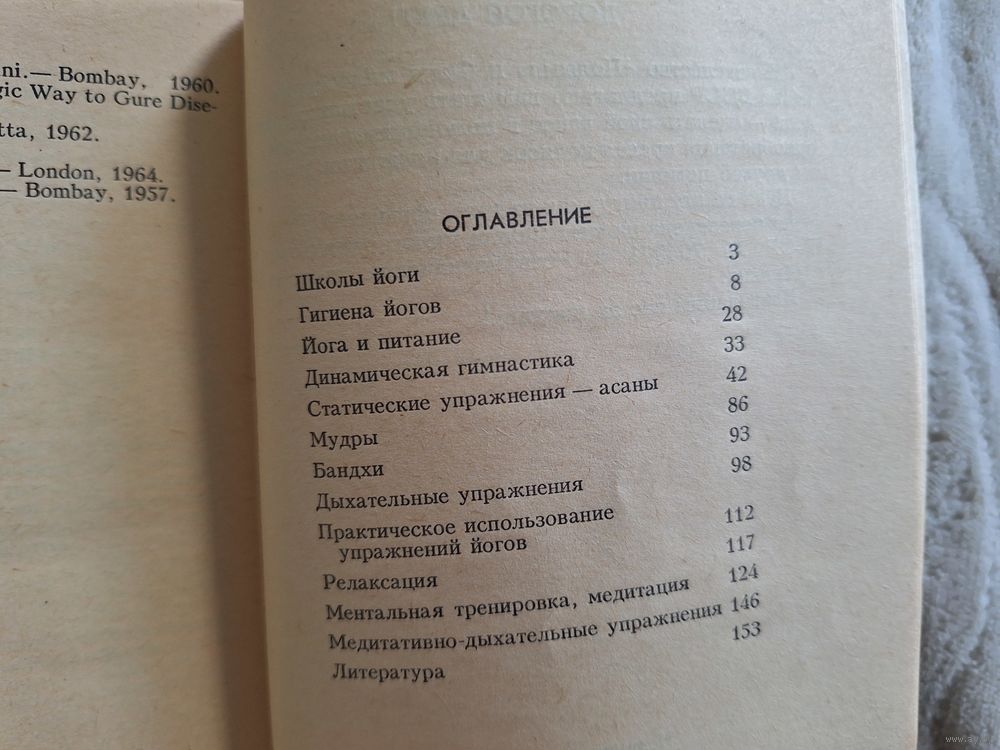 ni.— Bombay, 1960.
gic Way to Gure Dise-
tta, 1962.
— London, 1964.
— Bombay, 1957.
ОГЛАВЛЕНИЕ
Школы йоги 3
Гигиена йогов 8
Йога и питание 28
Динамическая гимнастика 33
Статические упражнения — асаны 42
Мудры 86
Бандхи 93
Дыхательные упражнения 98
Практическое использование
упражнений йогов 112
Релаксация 117
Ментальная тренировка, медитация 124
Медитативно-дыхательные упражнения 146
Литература 153